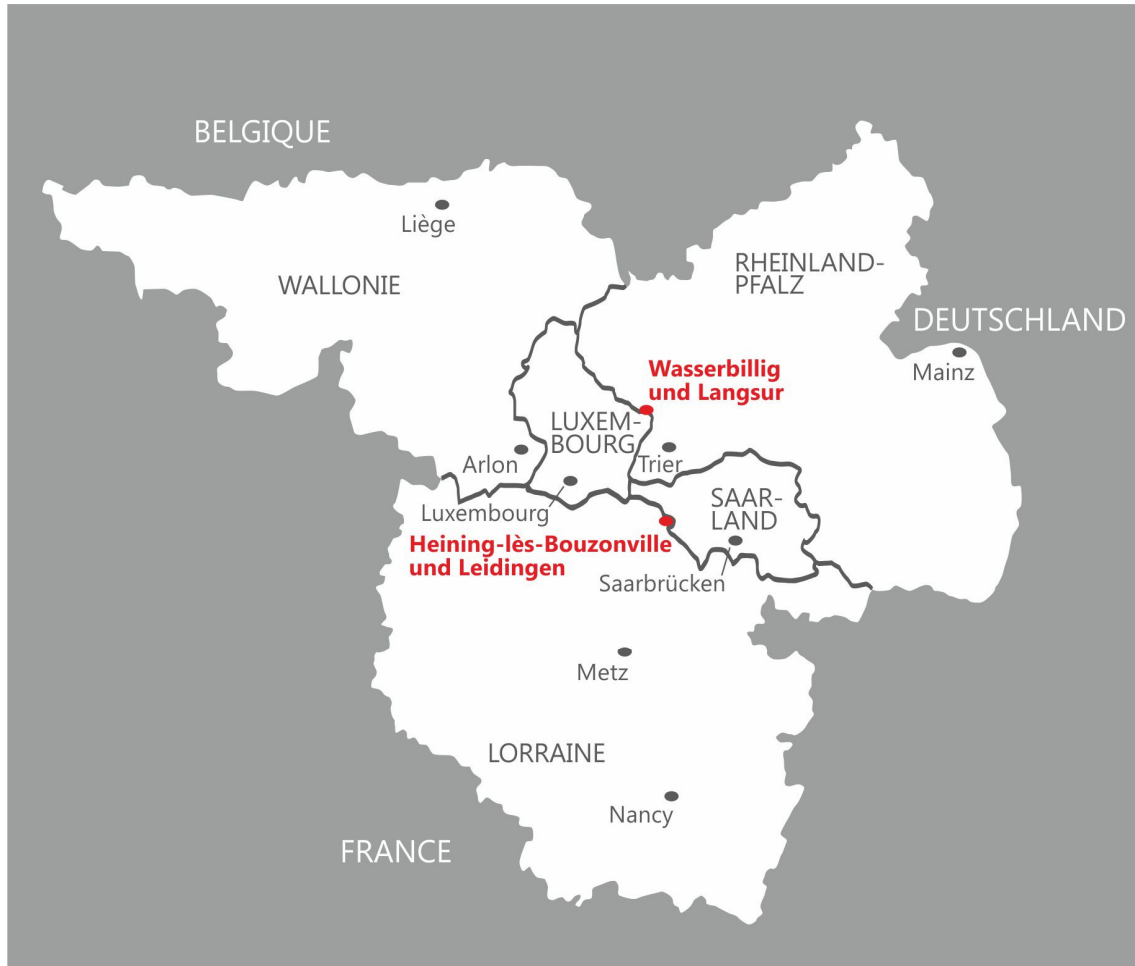 BELGIQUE
Liège
WALLONIE
RHEINLAND-
PFALZ
DEUTSCHLAND
Mainz
Wasserbillig
und Langsur
LUXEM-
BOURG
Arlon
Trier
Luxembourg
SAAR-
LAND
Heining-lès-Bouzonville
und Leidingen
Saarbrücken
Metz
LORRAINE
Nancy
FRANCE